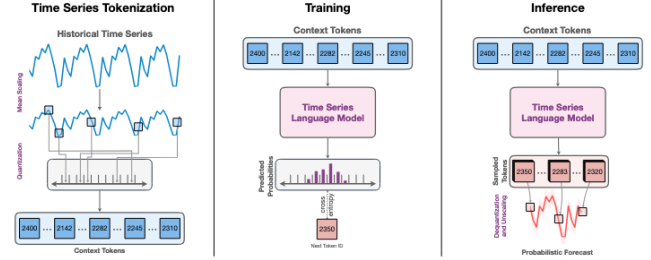 Time Series Tokenization
Historical Time Series
Mean Scaling
Quantization
2400 ... 2142 ... 2282 ... 2245 ... 2310
Context Tokens
Training
Context Tokens
2400 ... 2142 ... 2282 ... 2245 ... 2310
Time Series
Language Model
Predicted
Probabilities
cross
entropy
2350
Next Token ID
Inference
Context Tokens
2400 ... 2142 ... 2282 ... 2245 ... 2310
Time Series
Language Model
Sampled
Tokens
2350 ... 2283 ... 2320
Dequantization
and Unscaling
Probabilistic Forecast